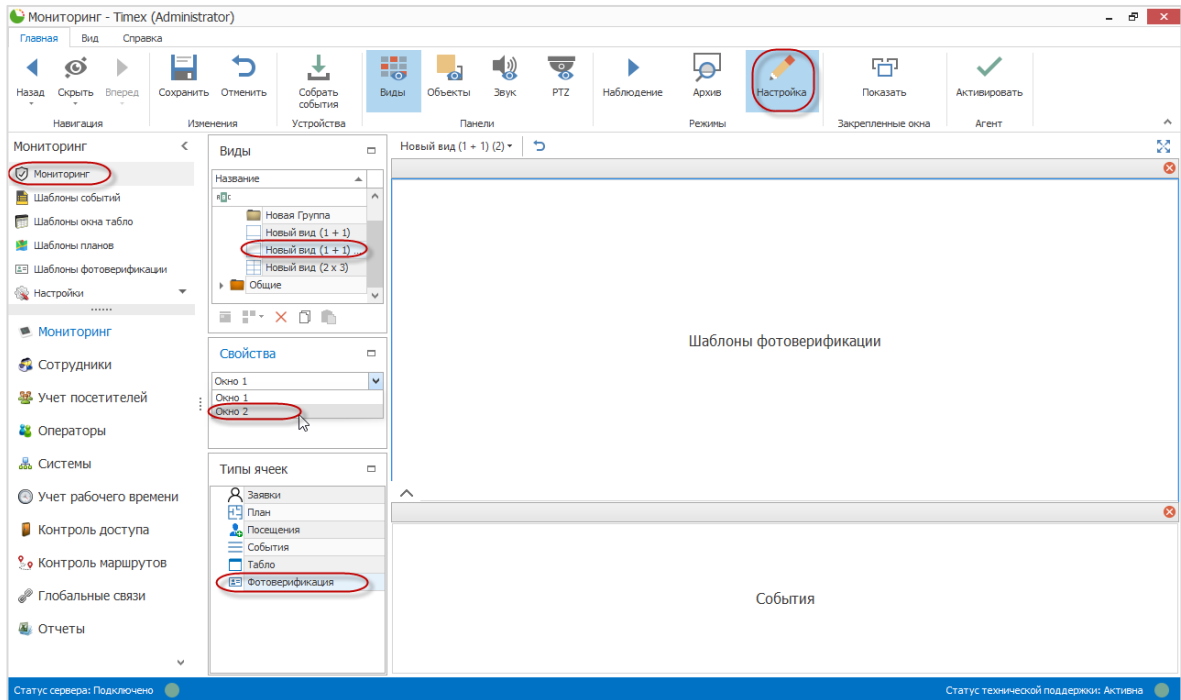 Мониторинг - Timex (Administrator)
Главная Вид Справка
Назад Скрыть Вперед Сохранить Отменить Собрать события Виды Объекты Звук PTZ Наблюдение Архив Настройка Показать Активировать
Навигация Изменения Устройства Панели Режимы Закрепленные окна Агент
Мониторинг
Мониторинг
Шаблоны событий
Шаблоны окна табло
Шаблоны планов
Шаблоны фотоверификации
Настройки
Мониторинг
Сотрудники
Учет посетителей
Операторы
Системы
Учет рабочего времени
Контроль доступа
Контроль маршрутов
Глобальные связи
Отчеты
Виды
Название
Новая Группа
Новый вид (1 + 1)
Новый вид (1 + 1) ...
Новый вид (2 x 3)
Общие
Свойства
Окно 1
Окно 1
Окно 2
Типы ячеек
Заявки
План
Посещения
События
Табло
Фотоверификация
Новый вид (1 + 1) (2)
Шаблоны фотоверификации
События
Статус сервера: Подключено
Статус технической поддержки: Активна